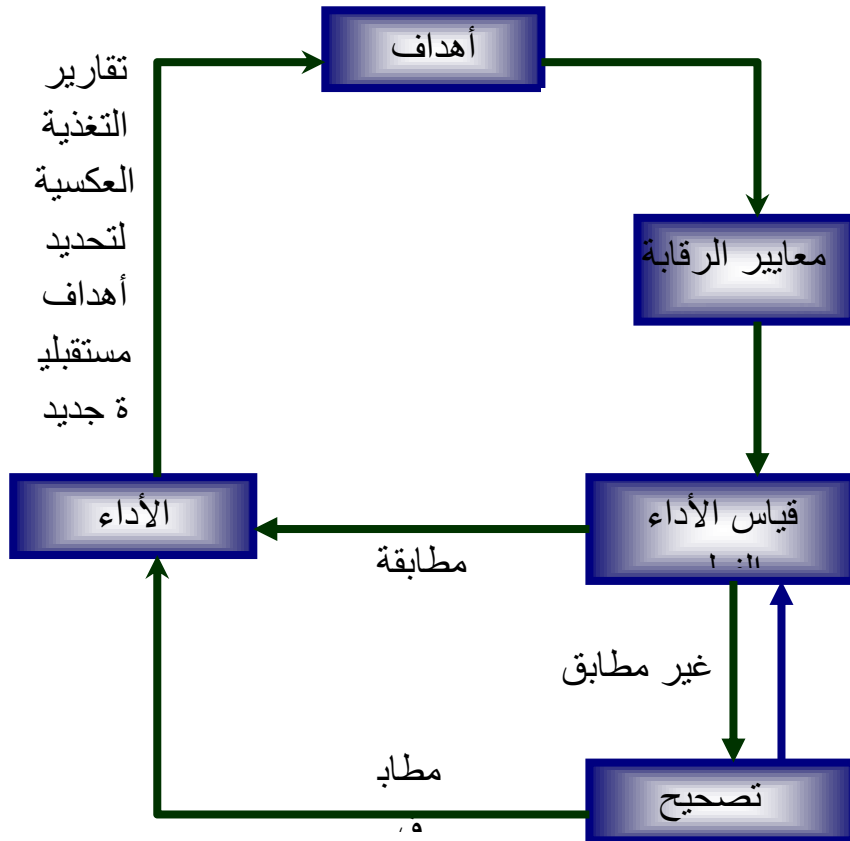 أهداف
تقارير
التغذية
العكسية
لتحديد
أهداف
مستقبلي
ة جديد
معايير الرقابة
الأداء
قياس الأداء
مطابقة
غير مطابق
مطاب
تصحيح